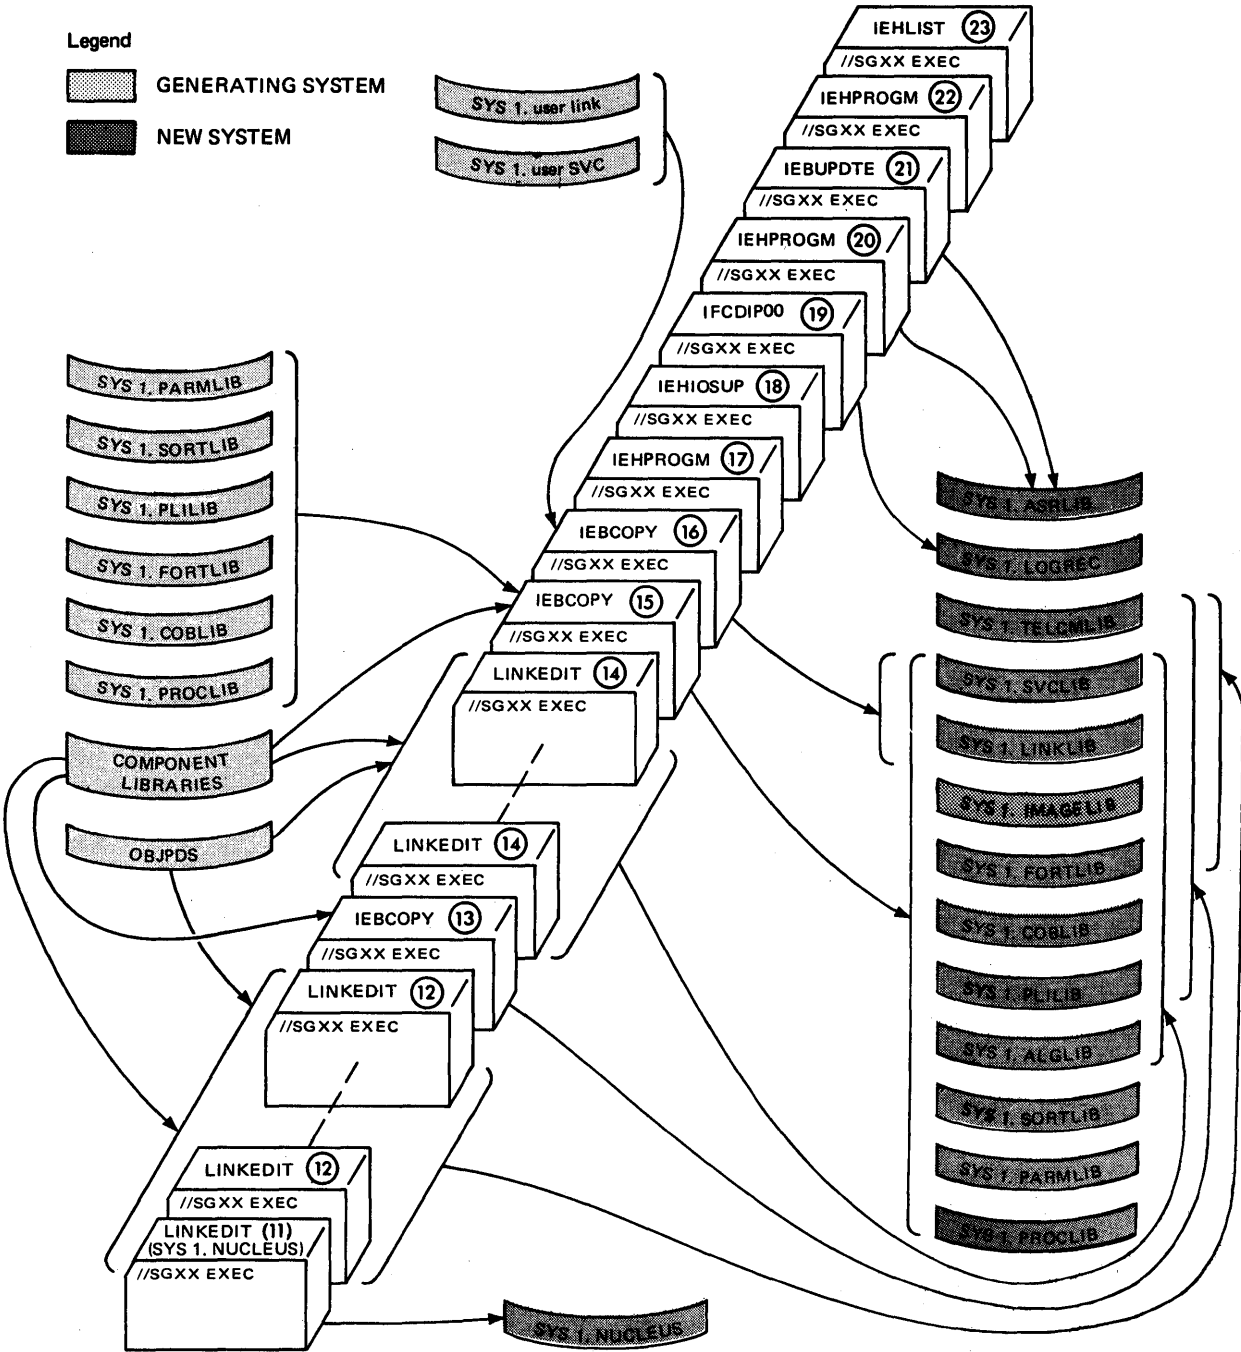 Legend
GENERATING SYSTEM
NEW SYSTEM
SYS 1. user link
SYS 1. user SVC
IEHLIST 23
//SGXX EXEC
IEHPROGM 22
//SGXX EXEC
IEBUPDTE 21
//SGXX EXEC
IEHPROGM 20
//SGXX EXEC
IFCDIP00 19
//SGXX EXEC
IEHIOSUP 18
//SGXX EXEC
IEHPROGM 17
//SGXX EXEC
IEBCOPY 16
//SGXX EXEC
IEBCOPY 15
//SGXX EXEC
LINKEDIT 14
//SGXX EXEC
LINKEDIT 14
//SGXX EXEC
IEBCOPY 13
//SGXX EXEC
LINKEDIT 12
//SGXX EXEC
LINKEDIT 12
//SGXX EXEC
LINKEDIT (11)
(SYS 1. NUCLEUS)
//SGXX EXEC
SYS 1. PARMLIB
SYS 1. SORTLIB
SYS 1. PLILIB
SYS 1. FORTLIB
SYS 1. COBLIB
SYS 1. PROCLIB
COMPONENT
LIBRARIES
OBJPDS
SYS 1. ASRLIB
SYS 1. LOGREC
SYS 1. TELCMLIB
SYS 1. SVCLIB
SYS 1. LINKLIB
SYS 1. IMAGELIB
SYS 1. FORTLIB
SYS 1. COBLIB
SYS 1. PLILIB
SYS 1. ALGLIB
SYS 1. SORTLIB
SYS 1. PARMLIB
SYS 1. PROCLIB
SYS 1. NUCLEUS